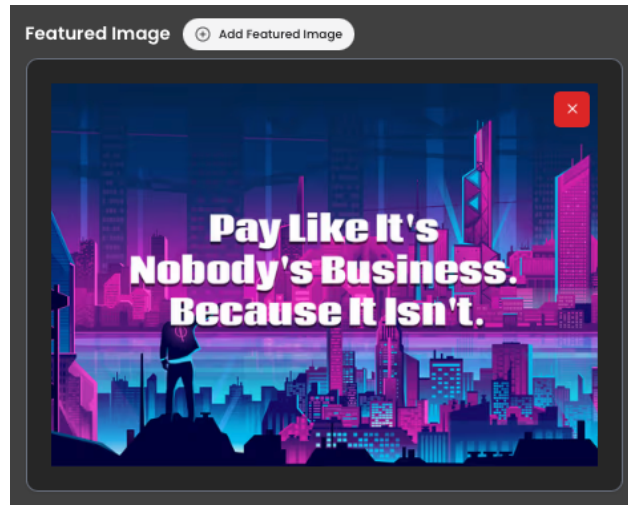 Featured Image
Add Featured Image
Pay Like It's
Nobody's Business.
Because It Isn't.